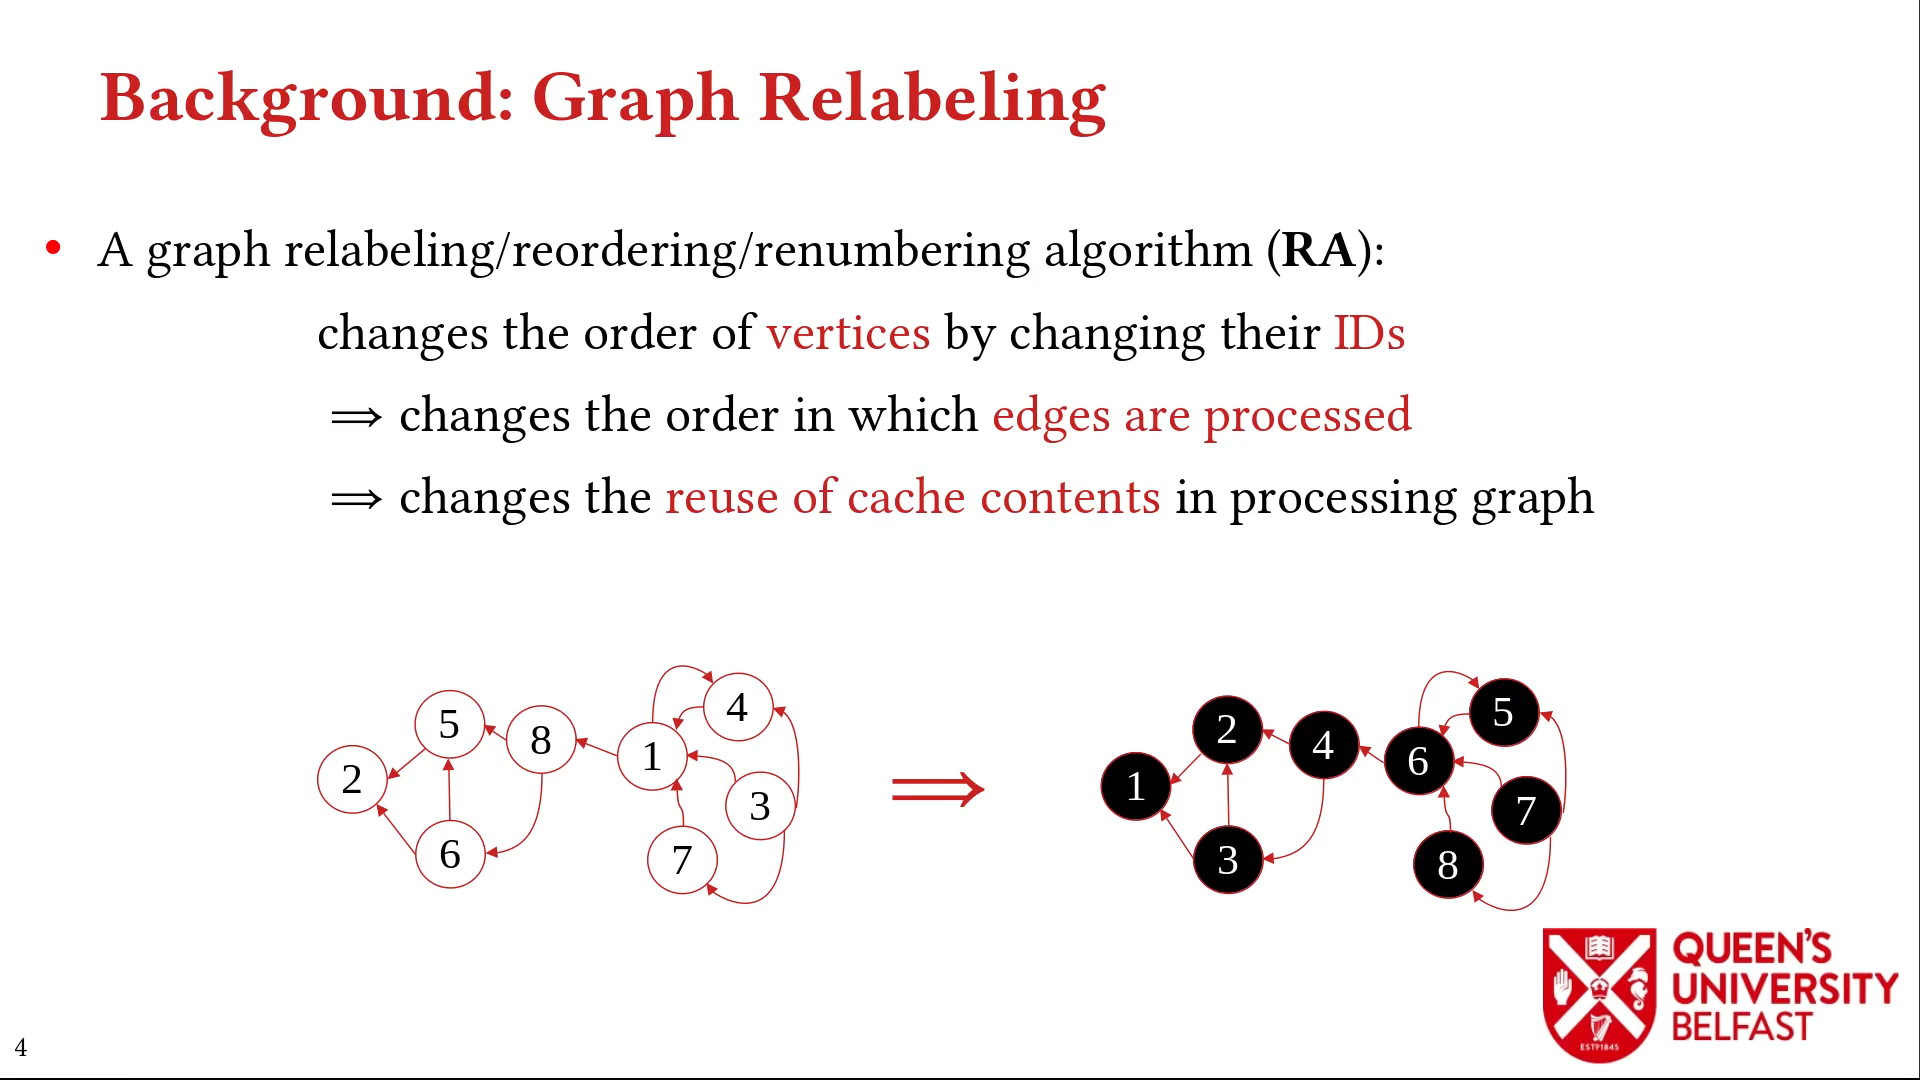 Background: Graph Relabeling
• A graph relabeling/reordering/renumbering algorithm (RA):
changes the order of vertices by changing their IDs
⟹ changes the order in which edges are processed
⟹ changes the reuse of cache contents in processing graph
2
5
6
8
1
4
3
7
⟹
1
2
3
4
6
5
7
8
QUEEN'S
UNIVERSITY
BELFAST
ESTD1845
4